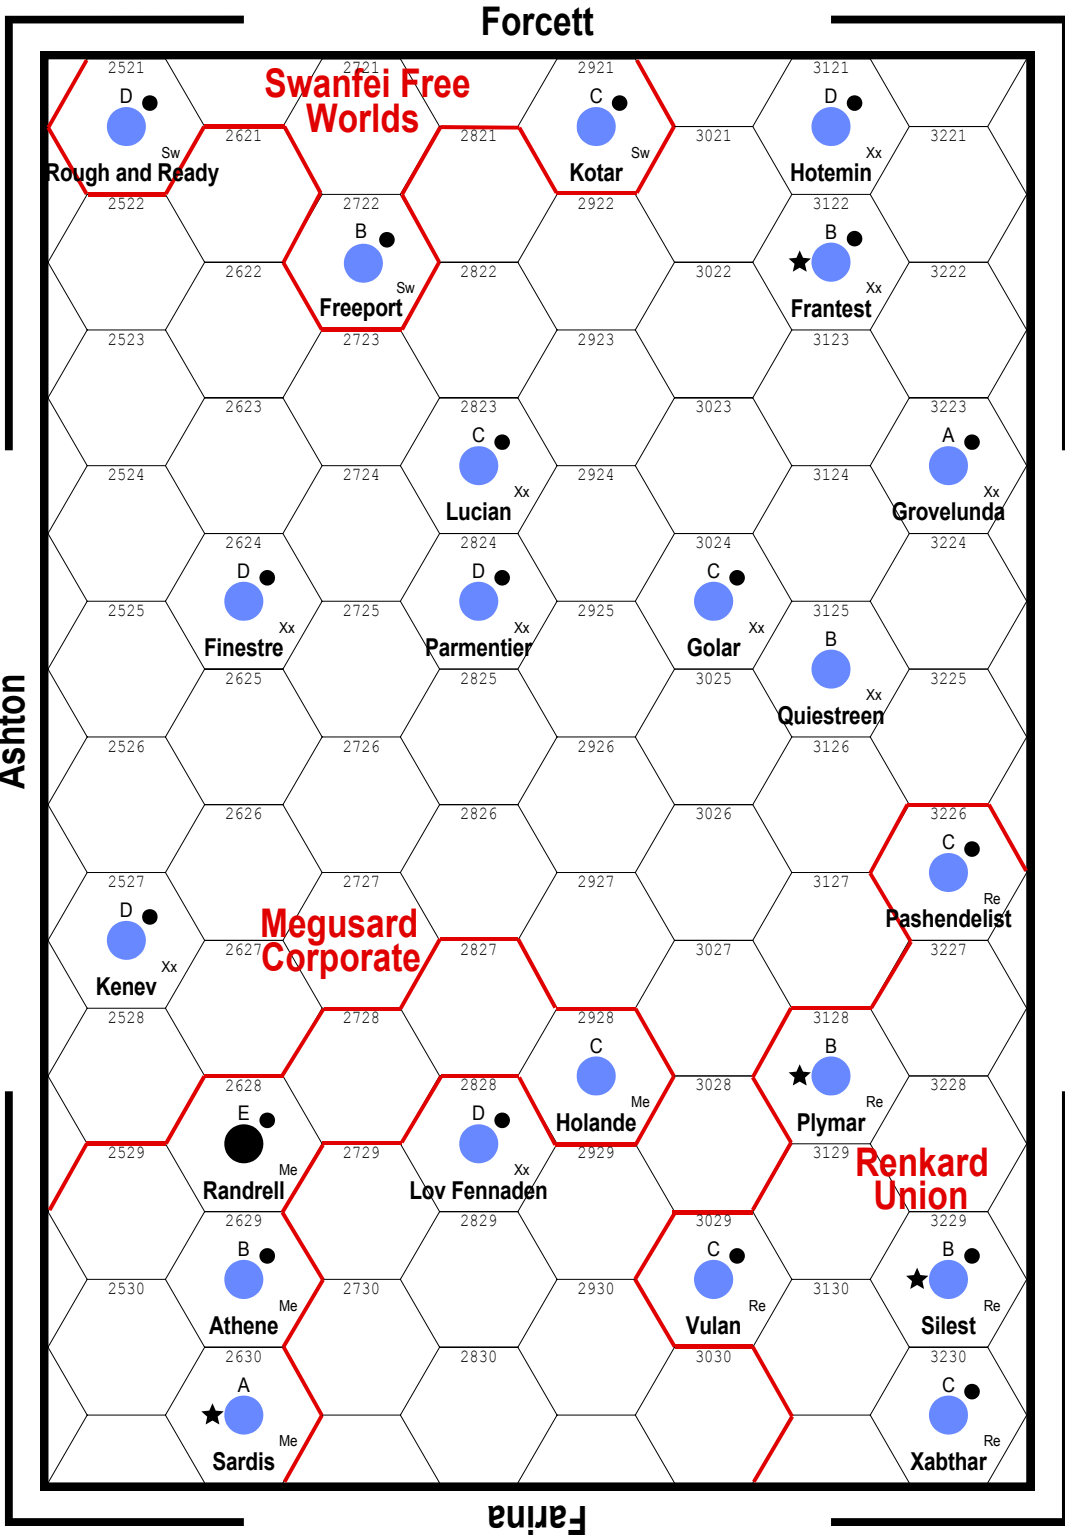 Forcett
2521
D
Sw
Rough and Ready
2621
2721
Swanfei Free
Worlds
2821
2921
C
Sw
Kotar
3021
3121
D
Xx
Hotemin
3221
2522
2622
2722
B
Sw
Freeport
2822
2922
3022
3122
B
Xx
Frantest
3222
2523
2623
2723
2823
C
Xx
Lucian
2923
3023
3123
3223
A
Xx
Grovelunda
2524
2624
D
Xx
Finestre
2724
2824
D
Xx
Parmentier
2924
3024
C
Xx
Golar
3124
3224
2525
2625
2725
2825
2925
3025
3125
B
Xx
Quiestreen
3225
Ashton
2526
2626
2726
2826
2926
3026
3126
3226
C
Re
Pashendelist
2527
D
Xx
Kenev
2627
2727
Megusard
Corporate
2827
2927
3027
3127
3227
2528
2628
E
Me
Randrell
2728
2828
D
Xx
Lov Fennaden
2928
C
Me
Holande
3028
3128
B
Re
Plymar
3228
2529
2629
B
Me
Athene
2729
2829
2929
3029
C
Re
Vulan
3129
Renkard
Union
3229
B
Re
Silest
2530
2630
A
Me
Sardis
2730
2830
2930
3030
3130
3230
C
Re
Xabthar
Farina